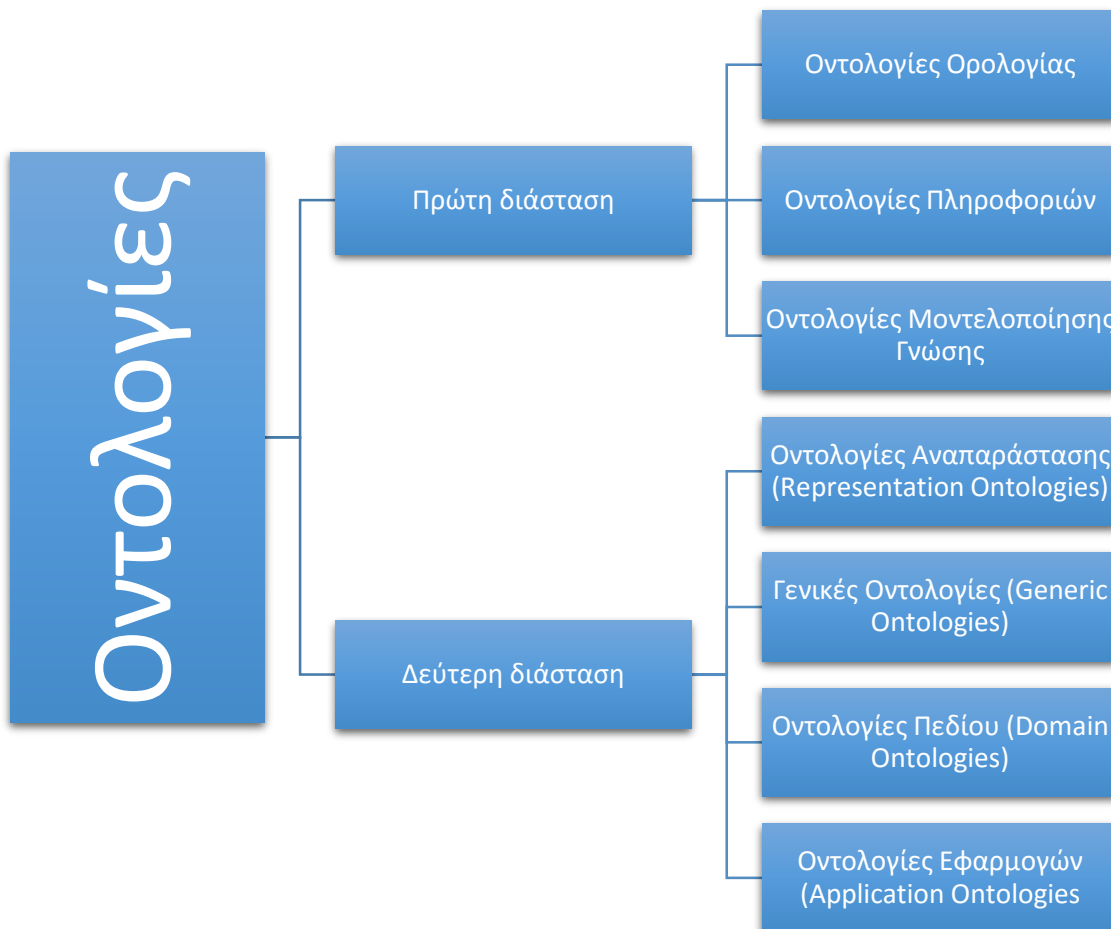 Οντολογίες
Πρώτη διάσταση
Οντολογίες Ορολογίας
Οντολογίες Πληροφοριών
Οντολογίες Μοντελοποίησης
Γνώσης
Δεύτερη διάσταση
Οντολογίες Αναπαράστασης
(Representation Ontologies)
Γενικές Οντολογίες (Generic
Ontologies)
Οντολογίες Πεδίου (Domain
Ontologies)
Οντολογίες Εφαρμογών
(Application Ontologies